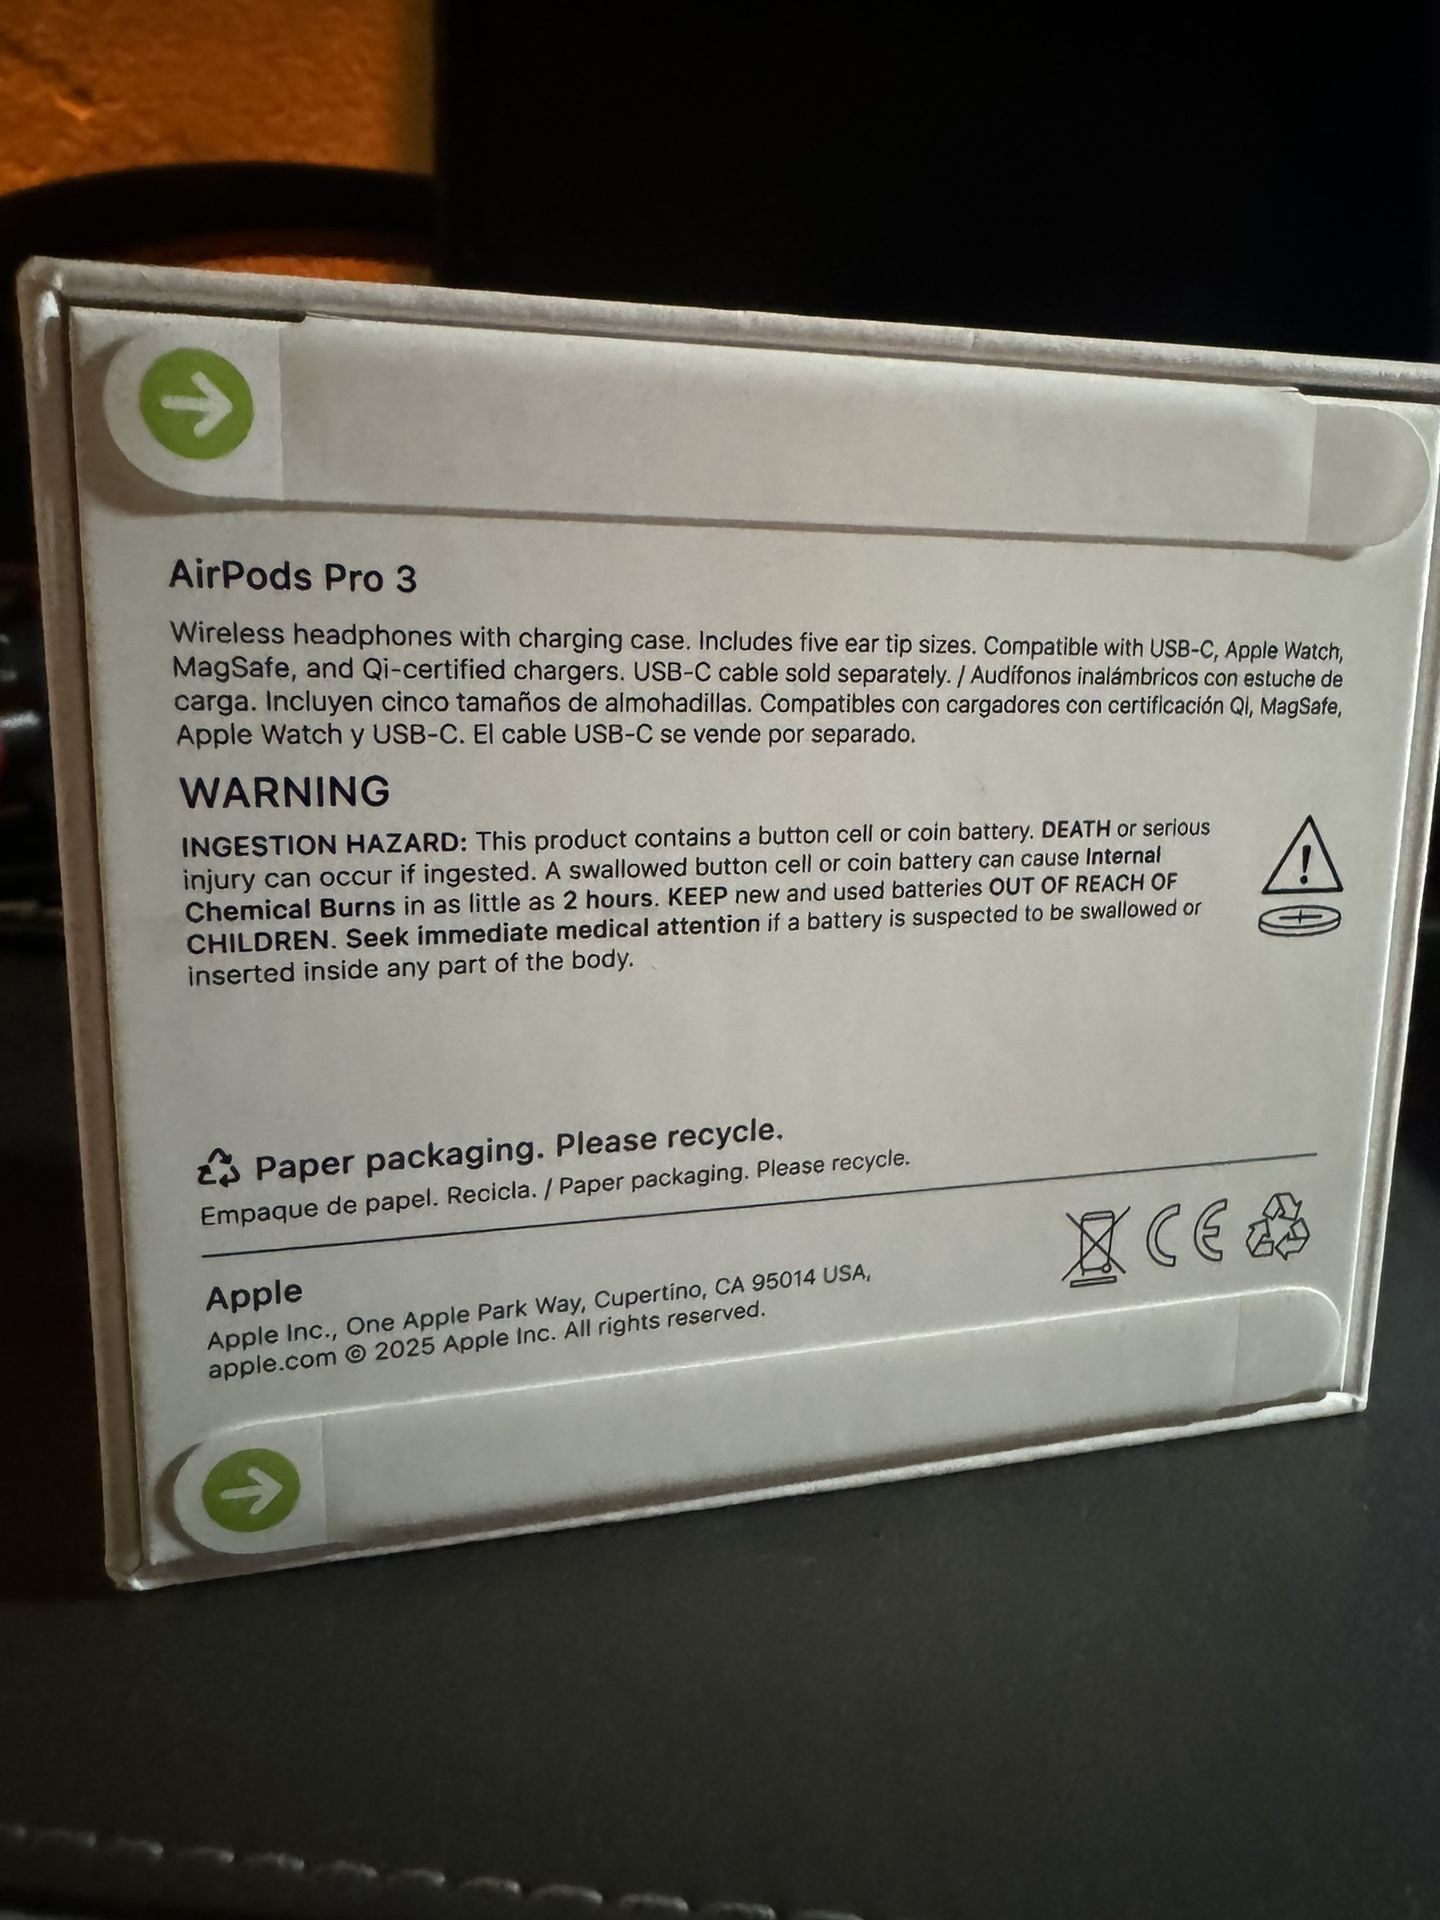 AirPods Pro 3
Wireless headphones with charging case. Includes five ear tip sizes. Compatible with USB-C, Apple Watch,
MagSafe, and Qi-certified chargers. USB-C cable sold separately. / Audífonos inalámbricos con estuche de
carga. Incluyen cinco tamaños de almohadillas. Compatibles con cargadores con certificación Qi, MagSafe,
Apple Watch y USB-C. El cable USB-C se vende por separado.
WARNING
INGESTION HAZARD: This product contains a button cell or coin battery. DEATH or serious
injury can occur if ingested. A swallowed button cell or coin battery can cause Internal
Chemical Burns in as little as 2 hours. KEEP new and used batteries OUT OF REACH OF
CHILDREN. Seek immediate medical attention if a battery is suspected to be swallowed or
inserted inside any part of the body.
Paper packaging. Please recycle.
Empaque de papel. Recicla. / Paper packaging. Please recycle.
CE
Apple
Apple Inc., One Apple Park Way, Cupertino, CA 95014 USA,
apple.com © 2025 Apple Inc. All rights reserved.